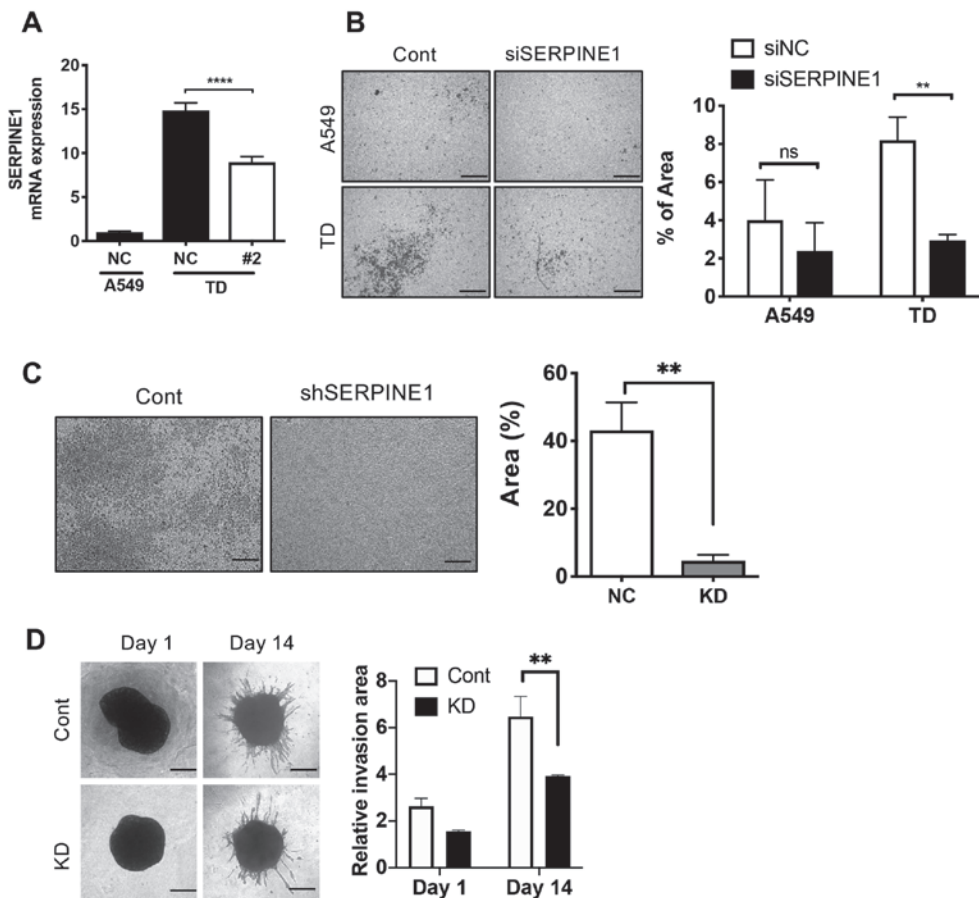 A
SERPINE1
mRNA expression
20
15
10
5
0
****
NC
NC
#2
A549
TD
B
Cont
siSERPINE1
A549
TD
siNC
siSERPINE1
% of Area
10
8
6
4
2
0
ns
**
A549
TD
C
Cont
shSERPINE1
Area (%)
60
40
20
0
**
NC
KD
D
Day 1
Day 14
Cont
KD
Cont
KD
Relative invasion area
8
6
4
2
0
**
Day 1
Day 14